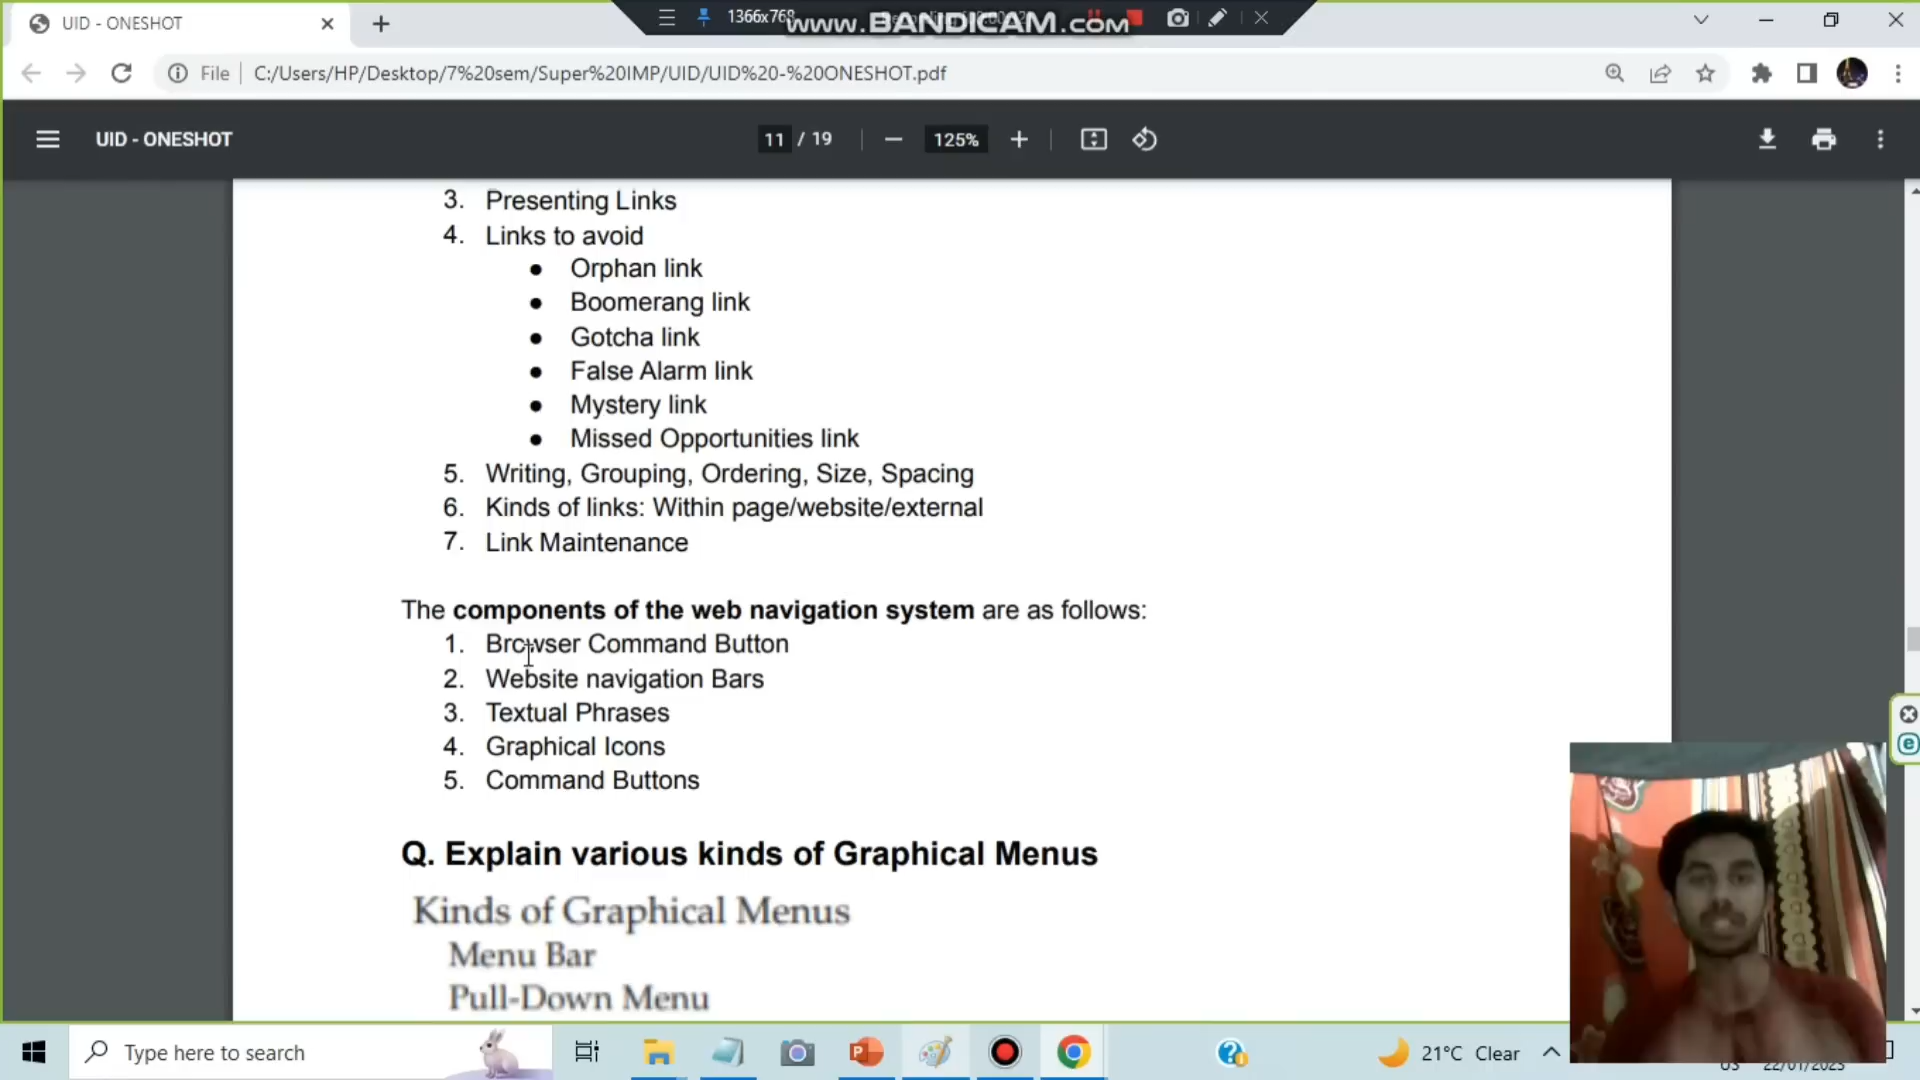 UID - ONESHOT
1366x768
www.BANDICAM.com
File
C:/Users/HP/Desktop/7%20sem/Super%20IMP/UID/UID%20-%20ONESHOT.pdf
UID - ONESHOT
11 / 19
125%
3. Presenting Links
4. Links to avoid
● Orphan link
● Boomerang link
● Gotcha link
● False Alarm link
● Mystery link
● Missed Opportunities link
5. Writing, Grouping, Ordering, Size, Spacing
6. Kinds of links: Within page/website/external
7. Link Maintenance
The components of the web navigation system are as follows:
1. Browser Command Button
2. Website navigation Bars
3. Textual Phrases
4. Graphical Icons
5. Command Buttons
Q. Explain various kinds of Graphical Menus
Kinds of Graphical Menus
Menu Bar
Pull-Down Menu
Type here to search
21°C Clear